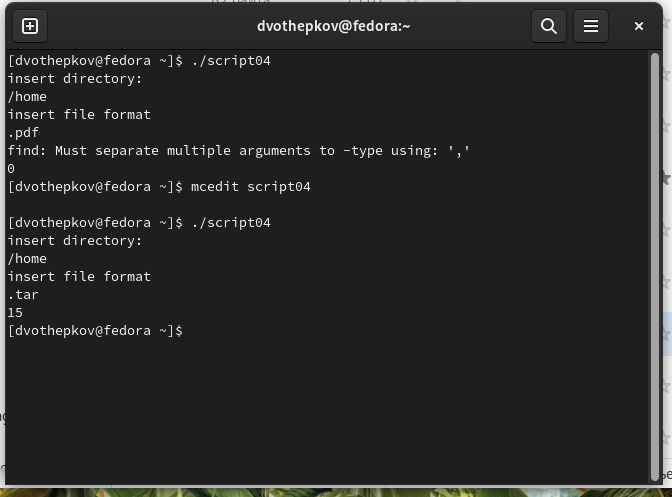 dvothepkov@fedora:~
[dvothepkov@fedora ~]$ ./script04
insert directory:
/home
insert file format
.pdf
find: Must separate multiple arguments to -type using: ','
0
[dvothepkov@fedora ~]$ mcedit script04
[dvothepkov@fedora ~]$ ./script04
insert directory:
/home
insert file format
.tar
15
[dvothepkov@fedora ~]$